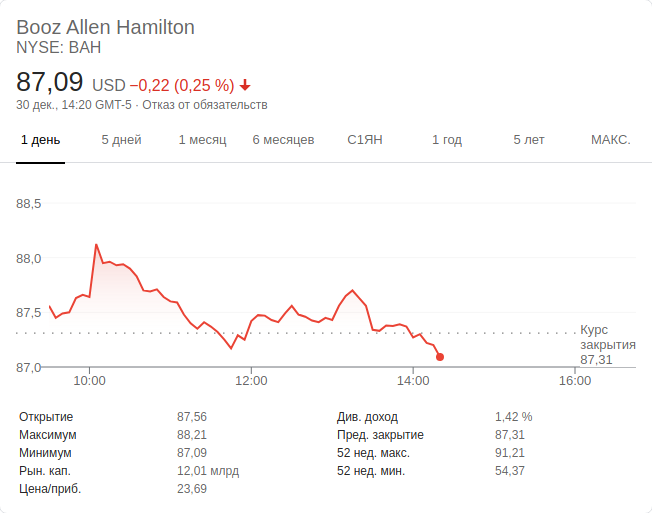 Booz Allen Hamilton
NYSE: BAH
87,09 USD −0,22 (0,25 %)
30 дек., 14:20 GMT-5 · Отказ от обязательств
1 день 5 дней 1 месяц 6 месяцев С1ЯН 1 год 5 лет МАКС.
88,5
88,0
87,5
87,0
Курс
закрытия
87,31
10:00 12:00 14:00 16:00
Открытие 87,56 Див. доход 1,42 %
Максимум 88,21 Пред. закрытие 87,31
Минимум 87,09 52 нед. макс. 91,21
Рын. кап. 12,01 млрд 52 нед. мин. 54,37
Цена/приб. 23,69